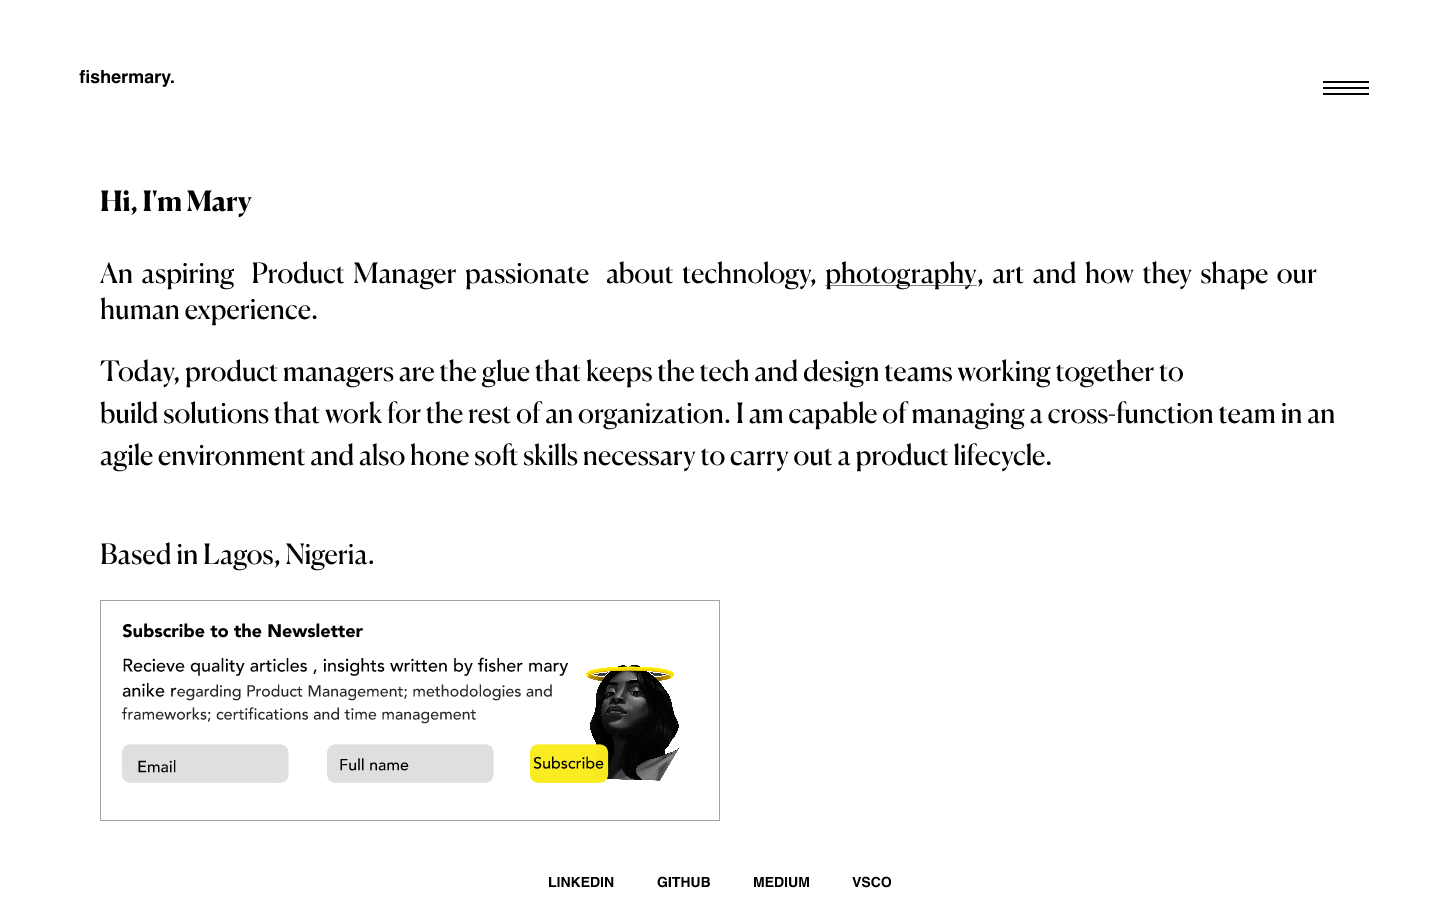 fishermary.
Hi, I'm Mary
An aspiring Product Manager passionate about technology, photography, art and how they shape our
human experience.
Today, product managers are the glue that keeps the tech and design teams working together to
build solutions that work for the rest of an organization. I am capable of managing a cross-function team in an
agile environment and also hone soft skills necessary to carry out a product lifecycle.
Based in Lagos, Nigeria.
Subscribe to the Newsletter
Recieve quality articles , insights written by fisher mary
anike regarding Product Management; methodologies and
frameworks; certifications and time management
Email Full name Subscribe
LINKEDIN GITHUB MEDIUM VSCO